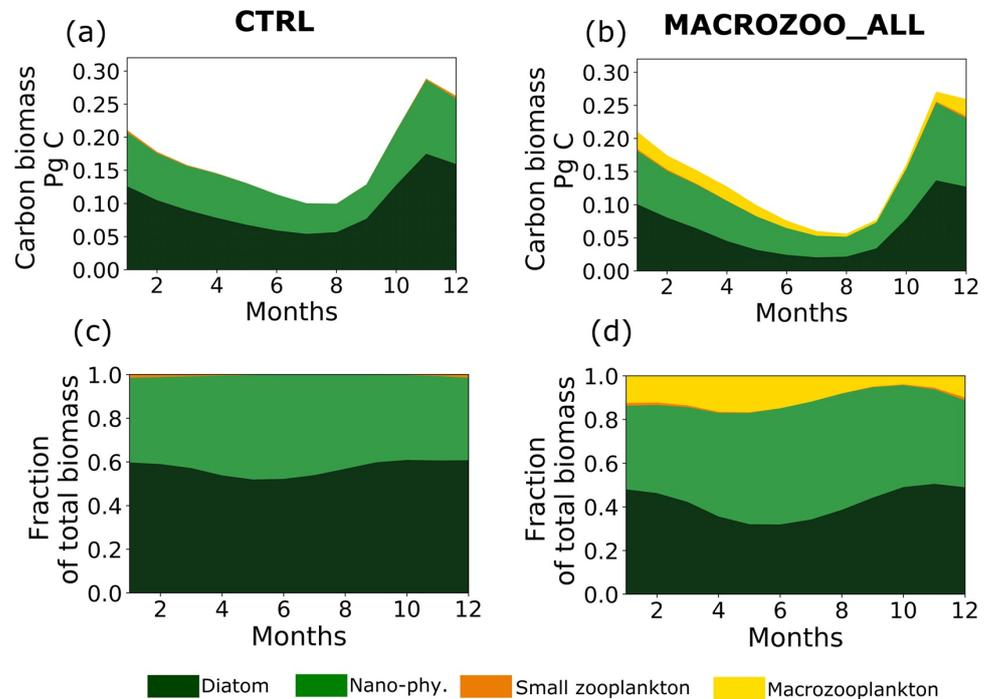 CTRL
MACROZOO_ALL
(a)
(b)
Carbon biomass
Pg C
0.30
0.25
0.20
0.15
0.10
0.05
0.00
2 4 6 8 10 12
Months
Carbon biomass
Pg C
0.30
0.25
0.20
0.15
0.10
0.05
0.00
2 4 6 8 10 12
Months
(c)
(d)
Fraction
of total biomass
1.0
0.8
0.6
0.4
0.2
0.0
2 4 6 8 10 12
Months
Fraction
of total biomass
1.0
0.8
0.6
0.4
0.2
0.0
2 4 6 8 10 12
Months
Diatom Nano-phy. Small zooplankton Macrozooplankton